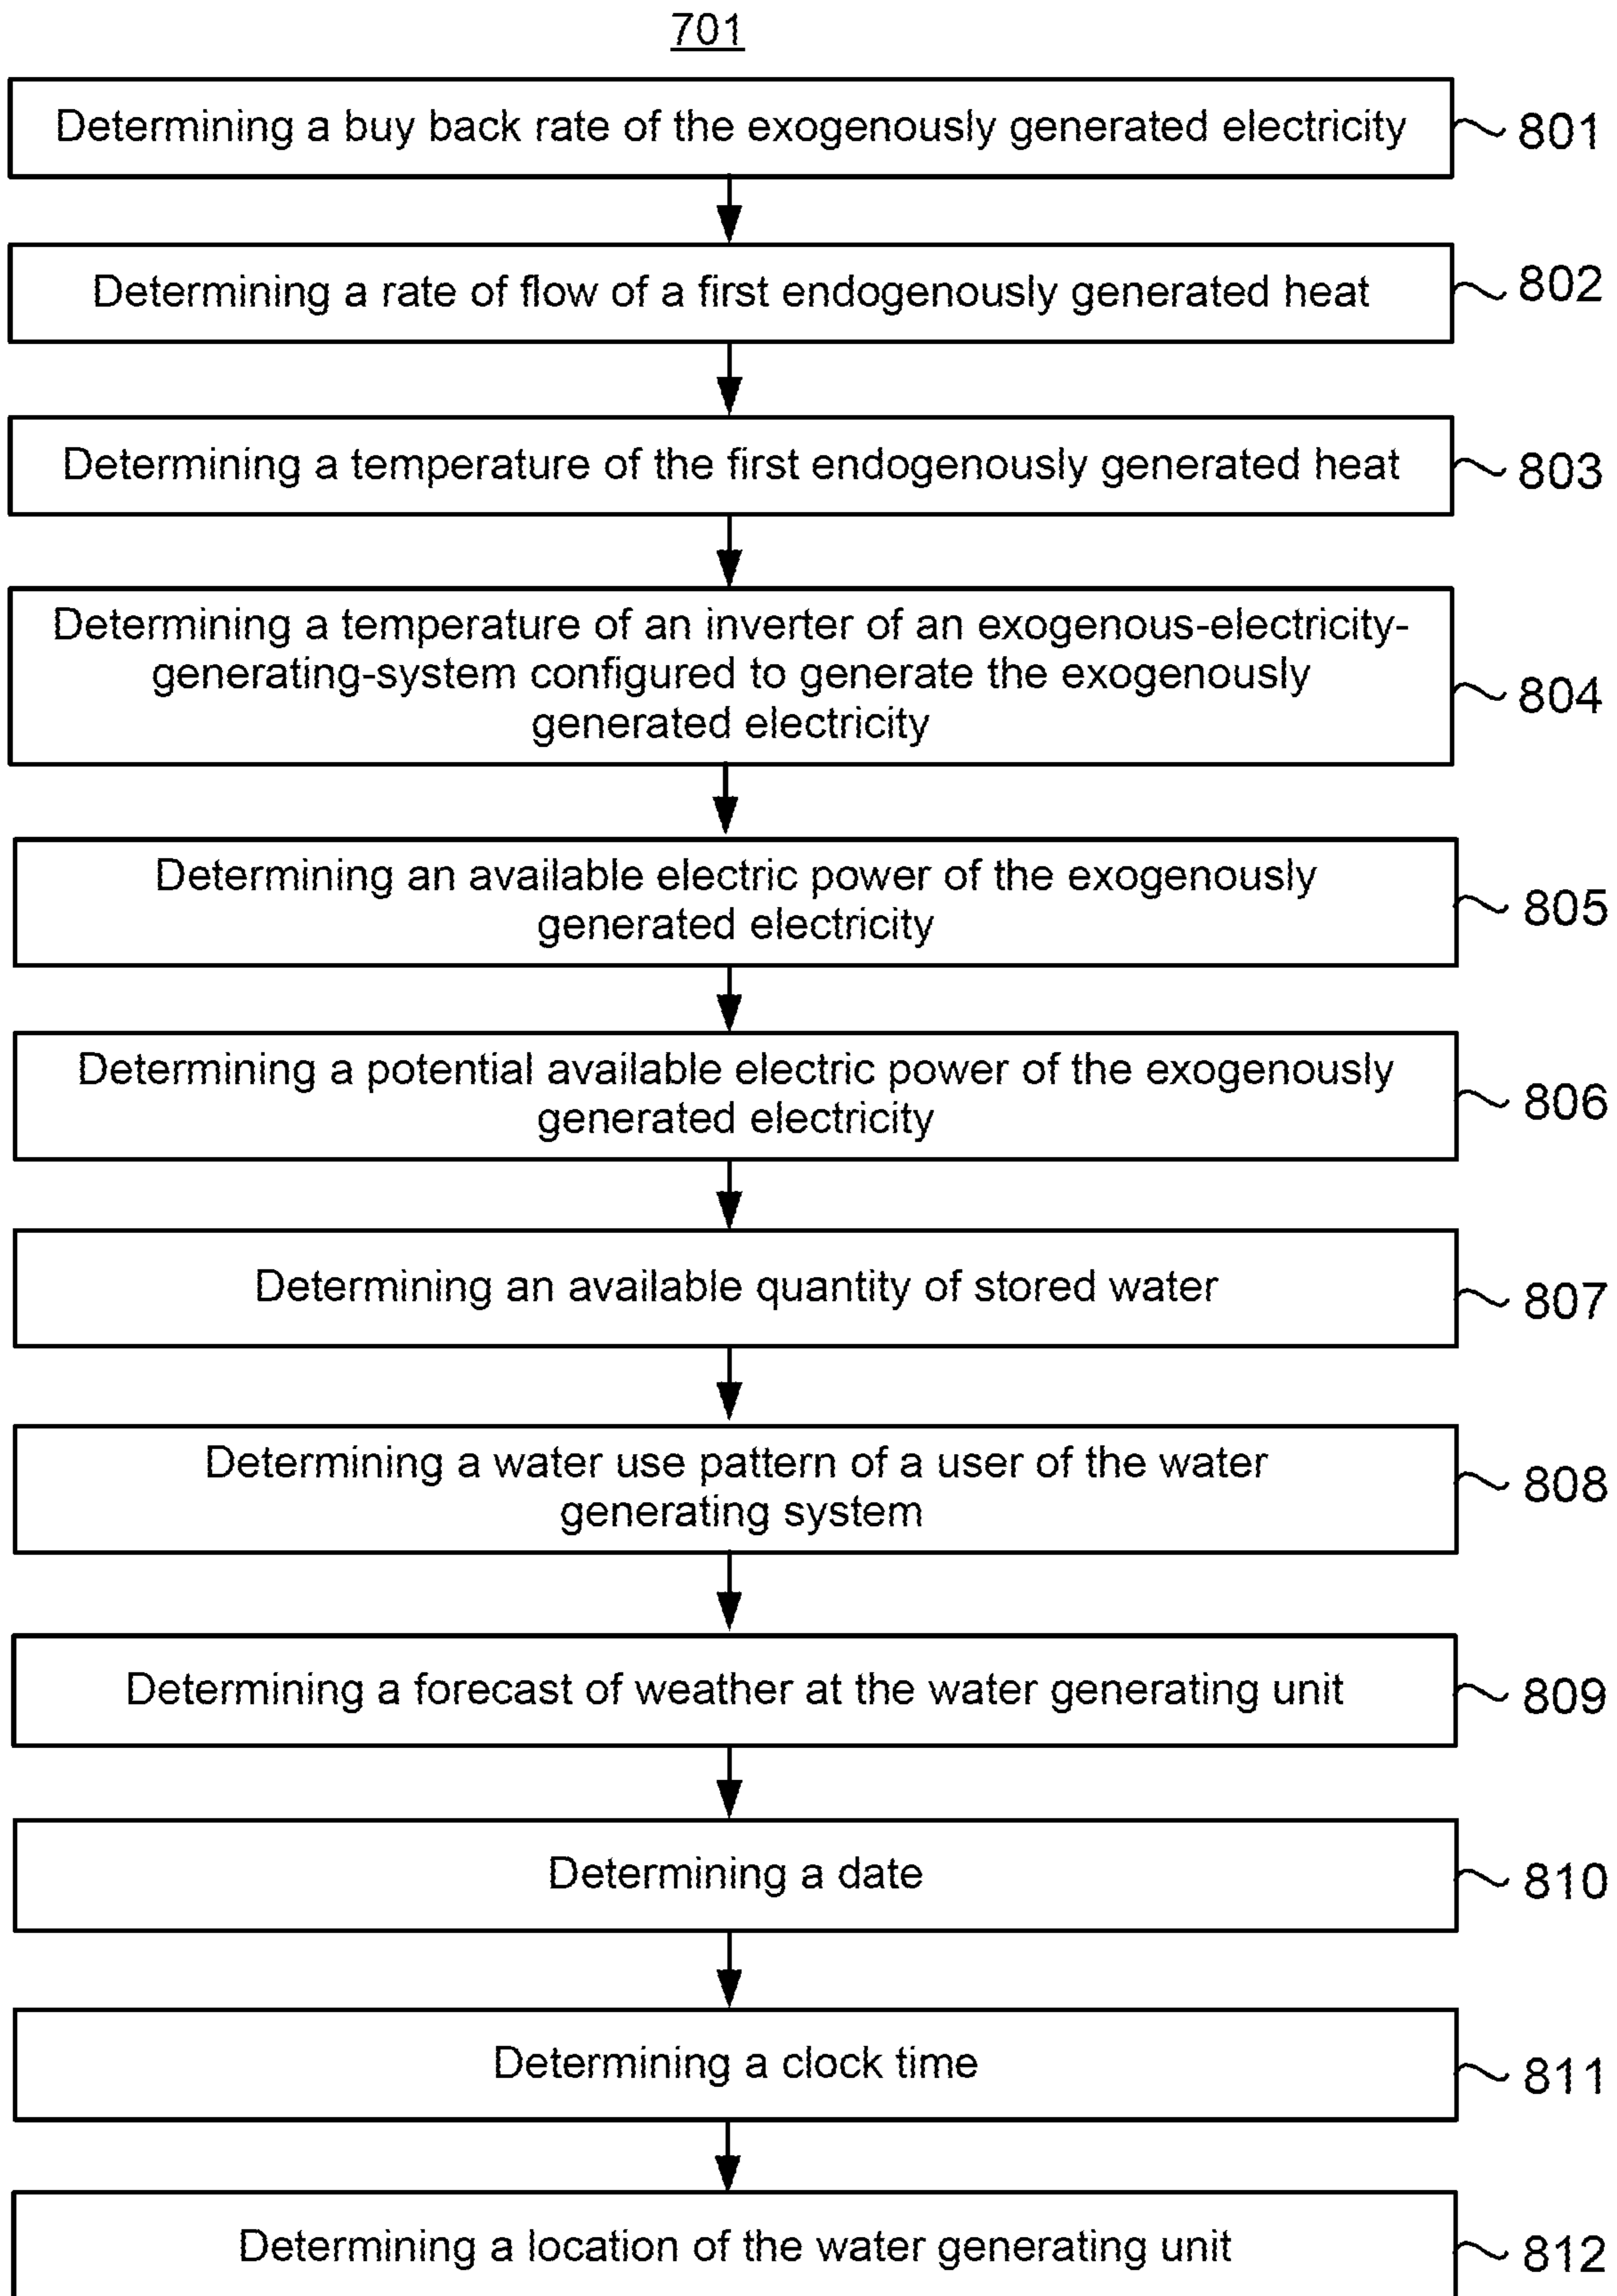 701
Determining a buy back rate of the exogenously generated electricity
801
Determining a rate of flow of a first endogenously generated heat
802
Determining a temperature of the first endogenously generated heat
803
Determining a temperature of an inverter of an exogenous-electricity-
generating-system configured to generate the exogenously
generated electricity
804
Determining an available electric power of the exogenously
generated electricity
805
Determining a potential available electric power of the exogenously
generated electricity
806
Determining an available quantity of stored water
807
Determining a water use pattern of a user of the water
generating system
808
Determining a forecast of weather at the water generating unit
809
Determining a date
810
Determining a clock time
811
Determining a location of the water generating unit
812